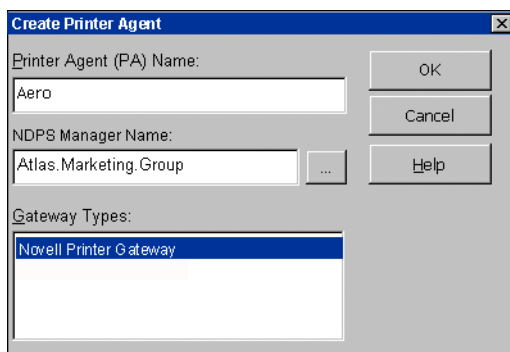 Create Printer Agent
Printer Agent (PA) Name:
Aero
OK
Cancel
NDPS Manager Name:
Atlas.Marketing.Group
...
Help
Gateway Types:
Novell Printer Gateway